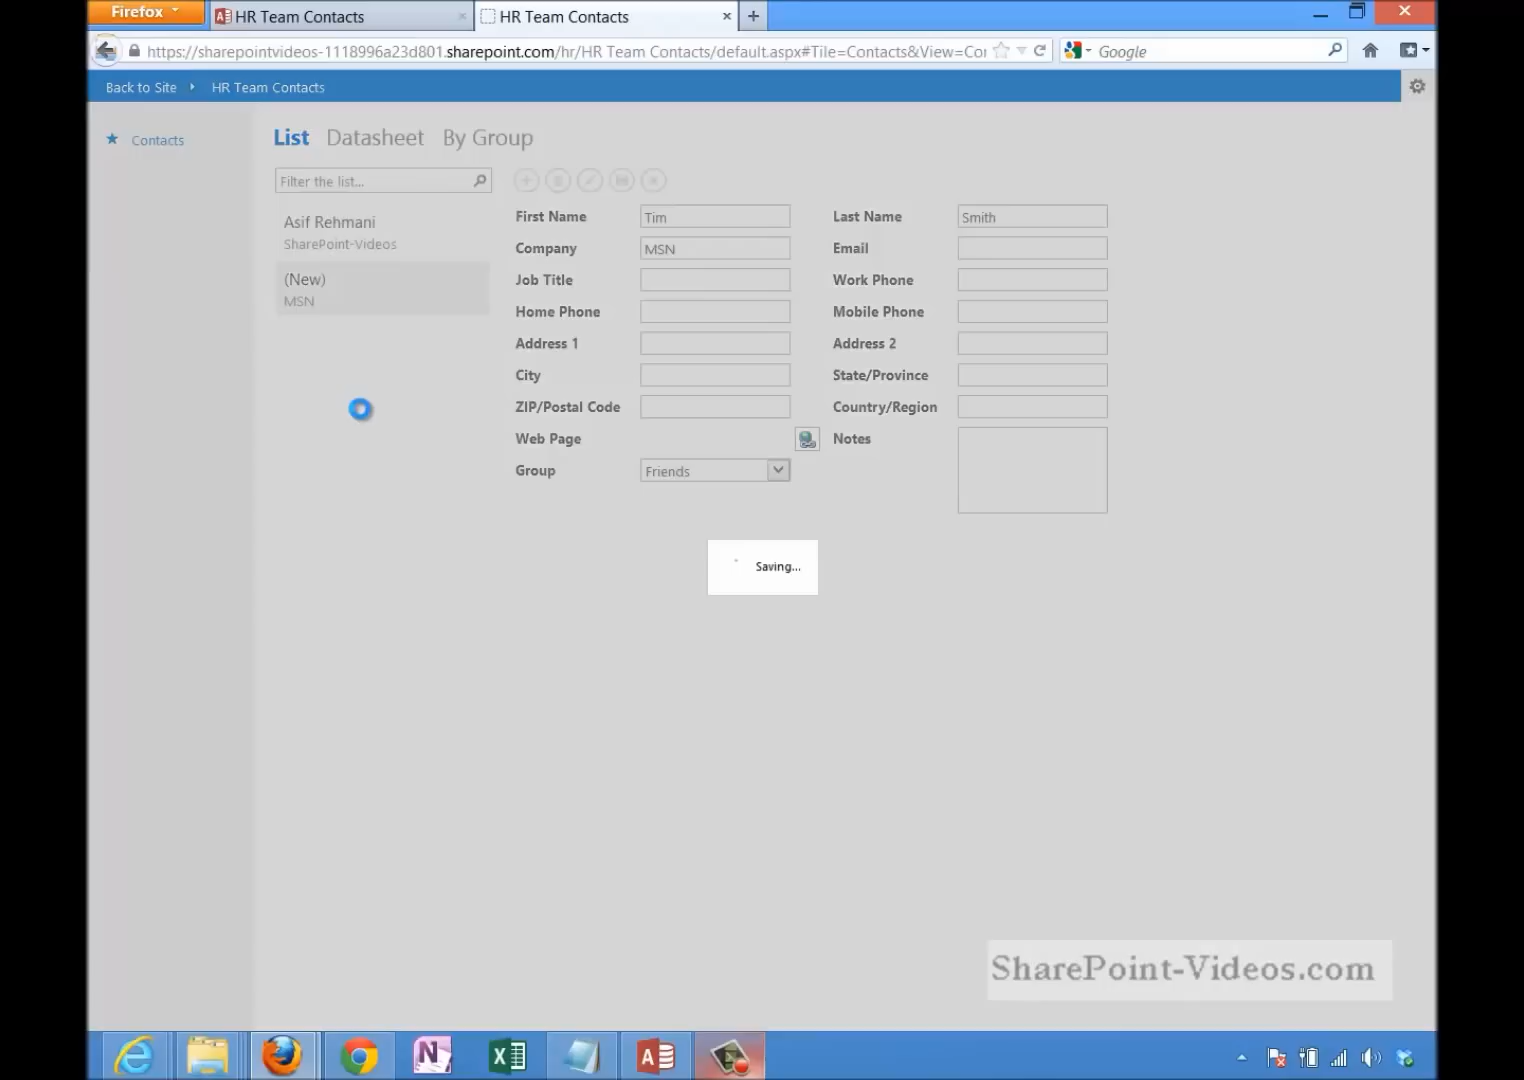 Firefox
HR Team Contacts
HR Team Contacts
https://sharepointvideos-1118996a23d801.sharepoint.com/hr/HR Team Contacts/default.aspx#Tile=Contacts&View=Cor
Google
Back to Site
HR Team Contacts
Contacts
List Datasheet By Group
Filter the list...
Asif Rehmani
SharePoint-Videos
(New)
MSN
First Name Tim Last Name Smith
Company MSN Email
Job Title Work Phone
Home Phone Mobile Phone
Address 1 Address 2
City State/Province
ZIP/Postal Code Country/Region
Web Page Notes
Group Friends
Saving...
SharePoint-Videos.com